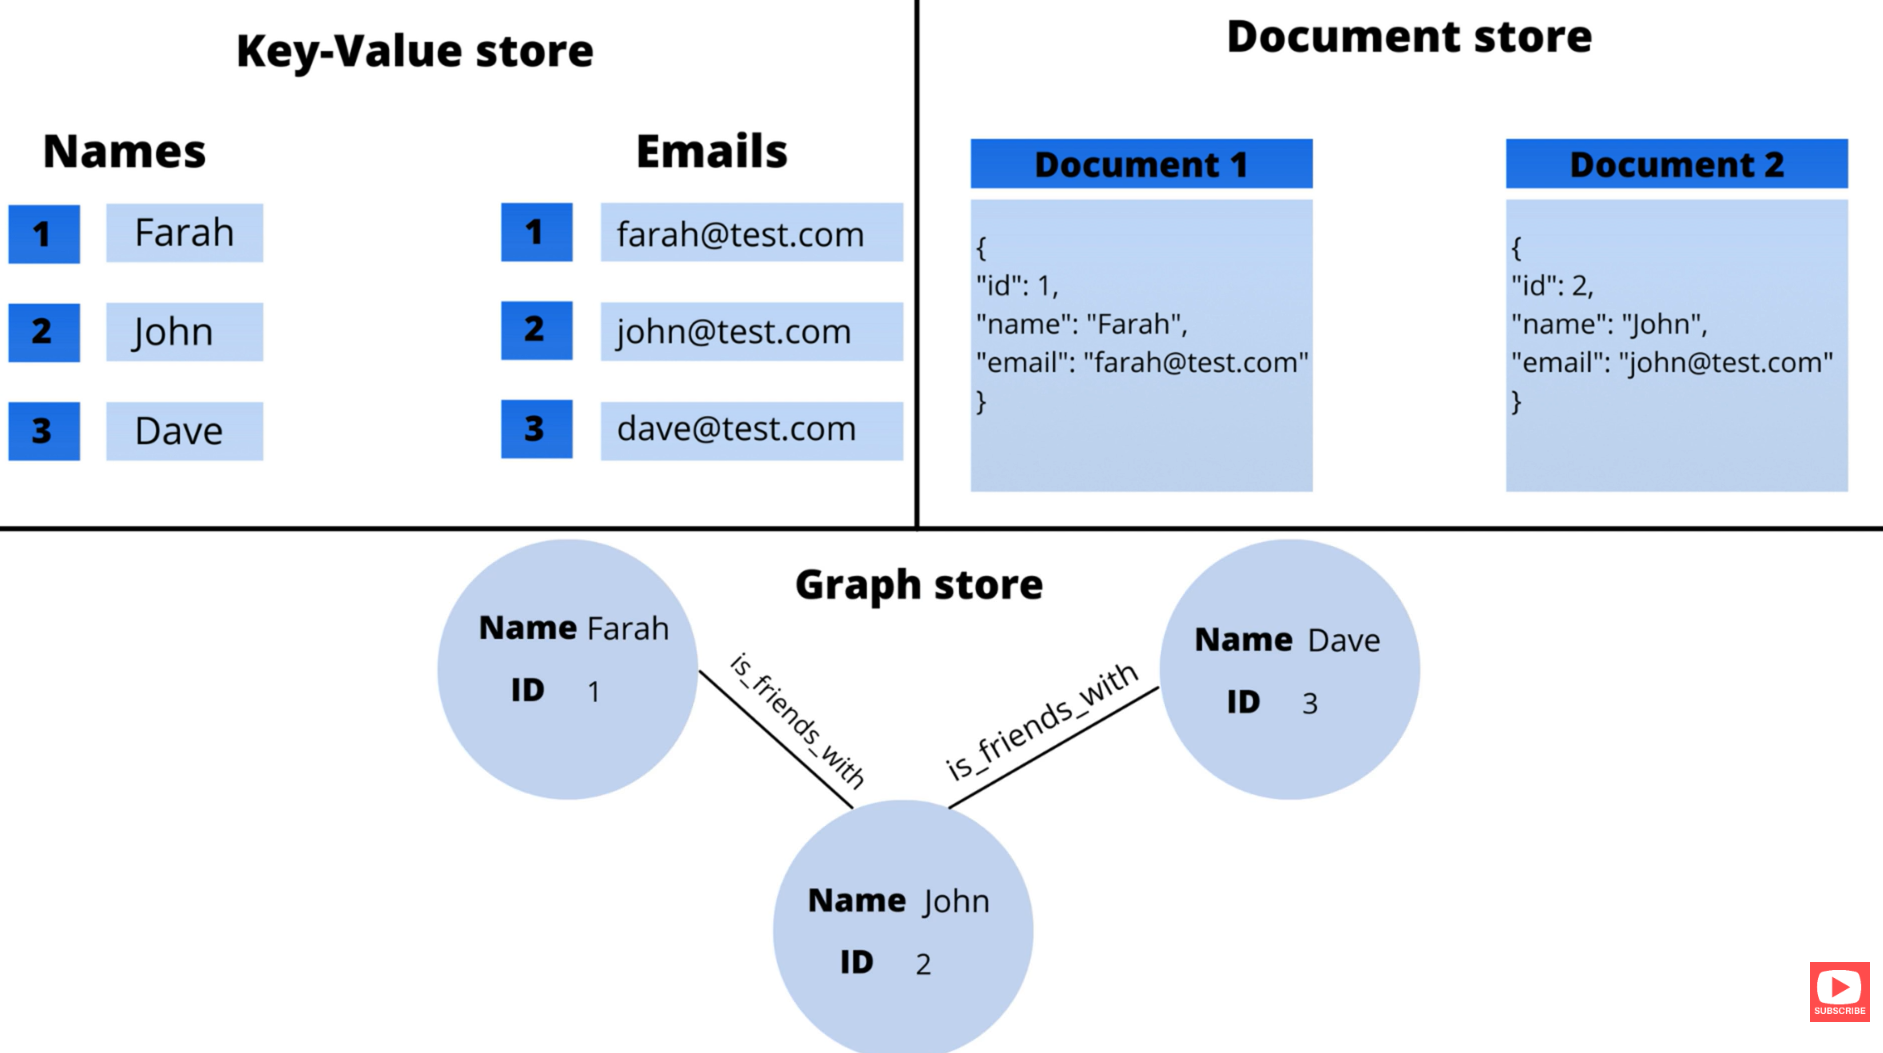 Key-Value store
Names
1 Farah
2 John
3 Dave
Emails
1 farah@test.com
2 john@test.com
3 dave@test.com
Document store
Document 1
{
"id": 1,
"name": "Farah",
"email": "farah@test.com"
}
Document 2
{
"id": 2,
"name": "John",
"email": "john@test.com"
}
Graph store
Name Farah
ID 1
is_friends_with
is_friends_with
Name Dave
ID 3
Name John
ID 2
SUBSCRIBE